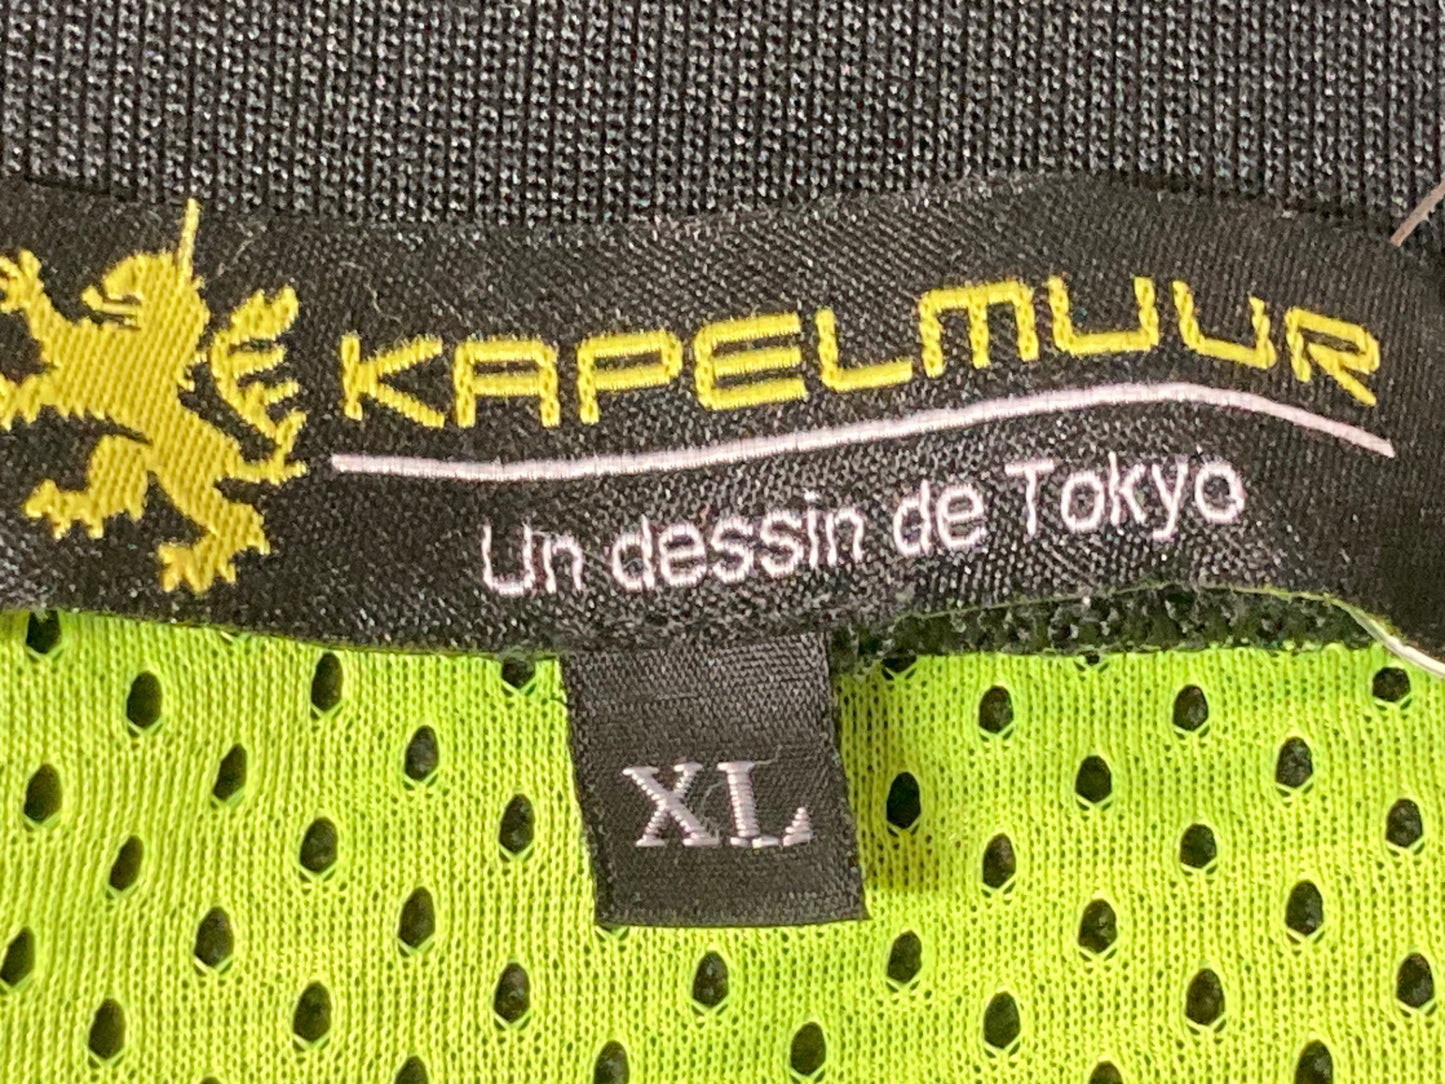 KAPELMUUR
Un dessin de Tokyo
XL